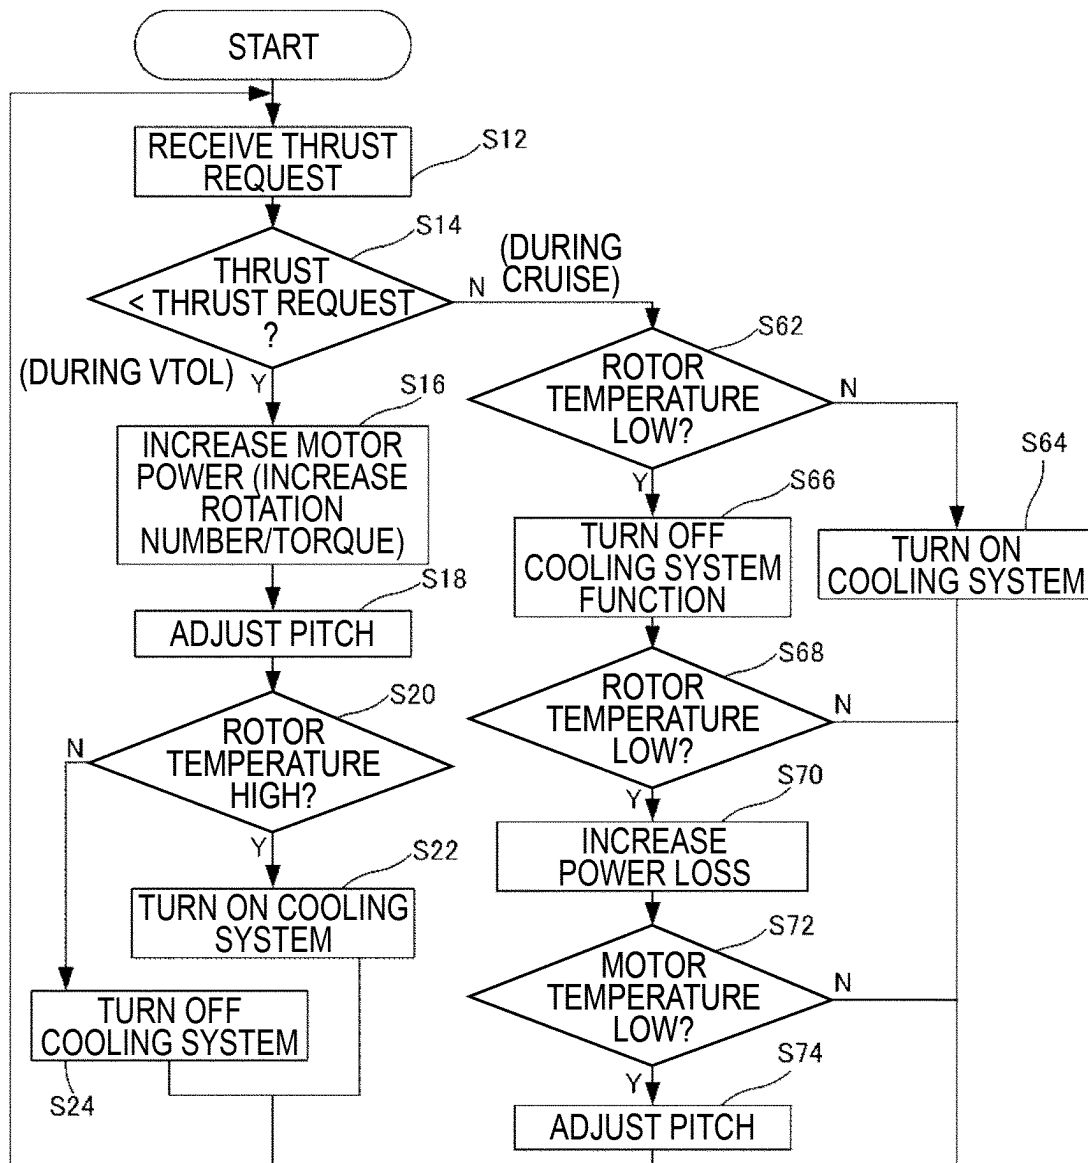 START
RECEIVE THRUST
REQUEST
S12
S14
THRUST
< THRUST REQUEST
?
(DURING
CRUISE)
N
(DURING VTOL)
Y
S16
INCREASE MOTOR
POWER (INCREASE
ROTATION
NUMBER/TORQUE)
S18
ADJUST PITCH
S20
ROTOR
TEMPERATURE
HIGH?
N
Y
S22
TURN ON COOLING
SYSTEM
TURN OFF
COOLING SYSTEM
S24
S62
ROTOR
TEMPERATURE
LOW?
N
Y
S64
TURN ON
COOLING SYSTEM
S66
TURN OFF
COOLING SYSTEM
FUNCTION
S68
ROTOR
TEMPERATURE
LOW?
N
Y
S70
INCREASE
POWER LOSS
S72
MOTOR
TEMPERATURE
LOW?
N
Y
S74
ADJUST PITCH